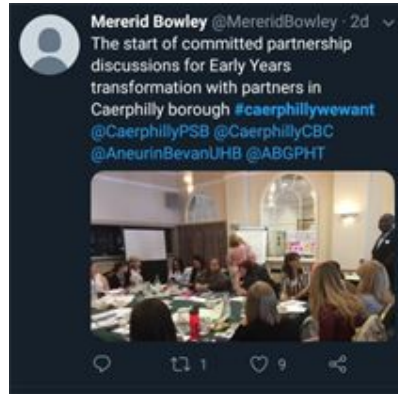 Mererid Bowley @MereridBowley · 2d
The start of committed partnership
discussions for Early Years
transformation with partners in
Caerphilly borough #caerphillywewant
@CaerphillyPSB @CaerphillyCBC
@AneurinBevanUHB @ABGPHT
1 9